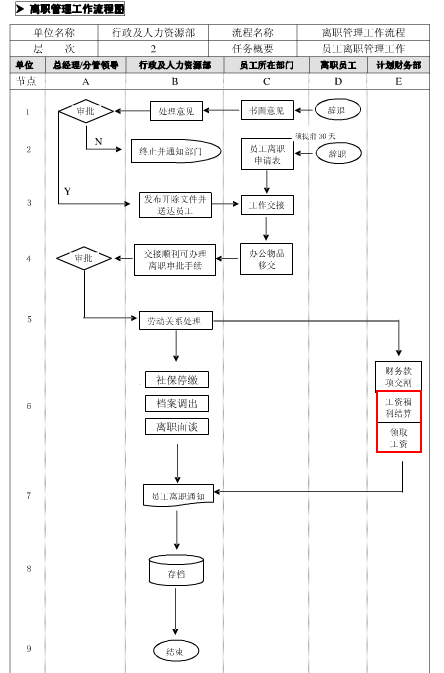 ➤ 离职管理工作流程图
单位名称 行政及人力资源部 流程名称 离职管理工作流程
层 次 2 任务概要 员工离职管理工作
单位 总经理/分管领导 行政及人力资源部 员工所在部门 离职员工 计划财务部
节点 A B C D E
1 审批 处理意见 书面意见 辞退
须提前 30 天
N
2 终止并通知部门 员工离职
申请表 辞职
Y
3 发布开除文件并
送达员工 工作交接
4 审批 交接顺利可办理
离职申批手续 办公物品
移交
5 劳动关系处理
财务款
项交割
社保停缴
6 档案调出 工资福
利结算
离职面谈 领取
工资
7 员工离职通知
8 存档
9 结束